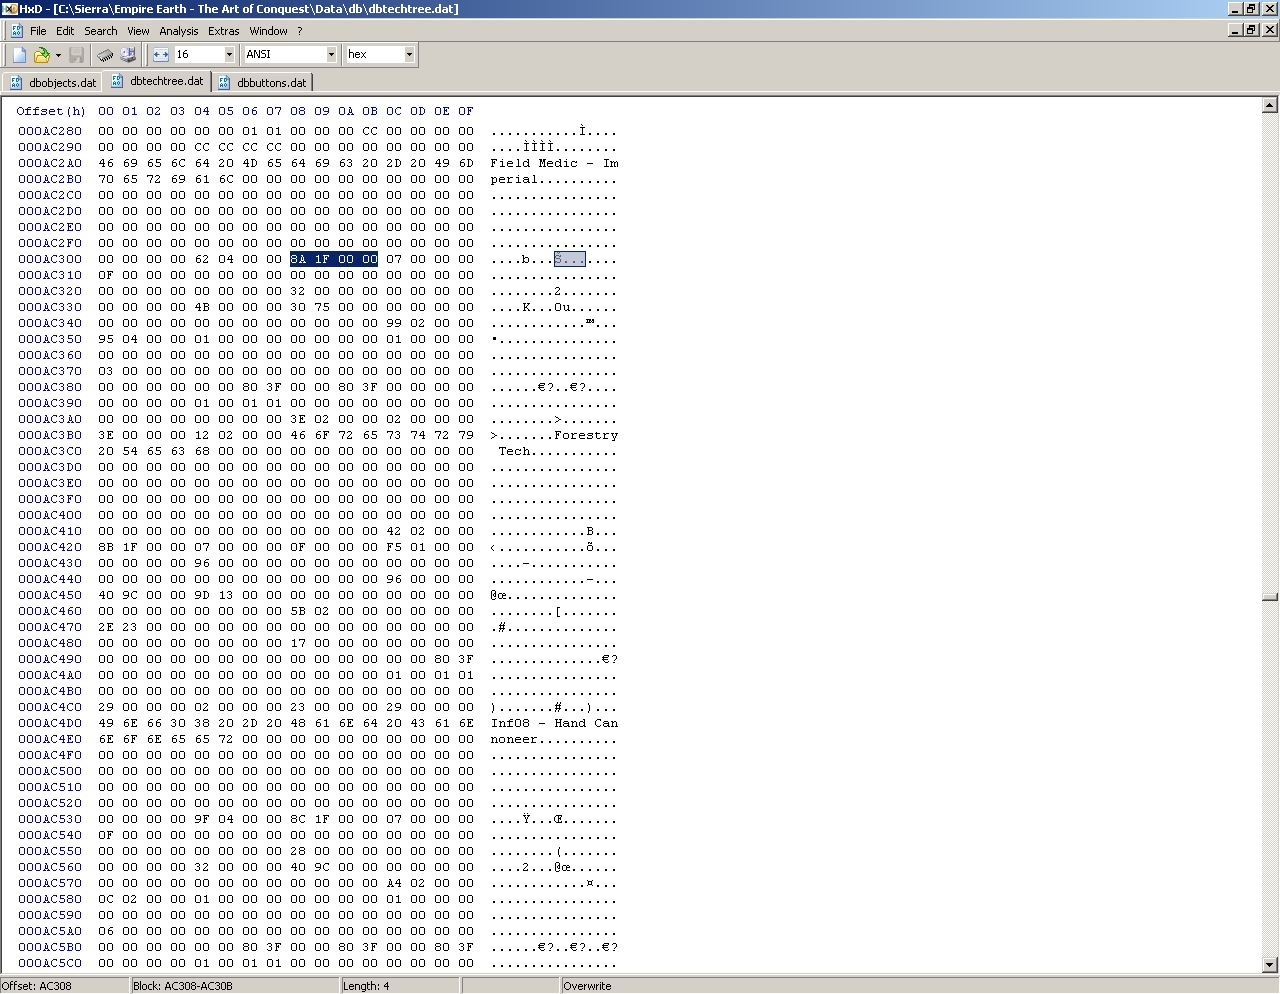 HxD - [C:\Sierra\Empire Earth - The Art of Conquest\Data\db\dbtechtree.dat]
File Edit Search View Analysis Extras Window ?
16 ANSI hex
dbobjects.dat dbtechtree.dat dbbuttons.dat
Offset(h) 00 01 02 03 04 05 06 07 08 09 0A 0B 0C 0D 0E 0F
000AC280 00 00 00 00 00 00 01 01 00 00 00 CC 00 00 00 00 ...........Ì....
000AC290 00 00 00 00 CC CC CC CC 00 00 00 00 00 00 00 00 ....ÌÌÌÌ........
000AC2A0 46 69 65 6C 64 20 4D 65 64 69 63 20 2D 20 49 6D Field Medic - Im
000AC2B0 70 65 72 69 61 6C 00 00 00 00 00 00 00 00 00 00 perial..........
000AC2C0 00 00 00 00 00 00 00 00 00 00 00 00 00 00 00 00 ................
000AC2D0 00 00 00 00 00 00 00 00 00 00 00 00 00 00 00 00 ................
000AC2E0 00 00 00 00 00 00 00 00 00 00 00 00 00 00 00 00 ................
000AC2F0 00 00 00 00 00 00 00 00 00 00 00 00 00 00 00 00 ................
000AC300 00 00 00 00 62 04 00 00 8A 1F 00 00 07 00 00 00 ....b...Š.......
000AC310 0F 00 00 00 00 00 00 00 00 00 00 00 00 00 00 00 ................
000AC320 00 00 00 00 00 00 00 00 32 00 00 00 00 00 00 00 ........2.......
000AC330 00 00 00 00 4B 00 00 00 30 75 00 00 00 00 00 00 ....K...0u......
000AC340 00 00 00 00 00 00 00 00 00 00 00 00 99 02 00 00 ............™...
000AC350 95 04 00 00 01 00 00 00 00 00 00 00 01 00 00 00 •...............
000AC360 00 00 00 00 00 00 00 00 00 00 00 00 00 00 00 00 ................
000AC370 03 00 00 00 00 00 00 00 00 00 00 00 00 00 00 00 ................
000AC380 00 00 00 00 00 00 80 3F 00 00 80 3F 00 00 00 00 ......€?..€?....
000AC390 00 00 00 00 01 00 01 01 00 00 00 00 00 00 00 00 ................
000AC3A0 00 00 00 00 00 00 00 00 3E 02 00 00 02 00 00 00 ........>.......
000AC3B0 3E 00 00 00 12 02 00 00 46 6F 72 65 73 74 72 79 >.......Forestry
000AC3C0 20 54 65 63 68 00 00 00 00 00 00 00 00 00 00 00 Tech...........
000AC3D0 00 00 00 00 00 00 00 00 00 00 00 00 00 00 00 00 ................
000AC3E0 00 00 00 00 00 00 00 00 00 00 00 00 00 00 00 00 ................
000AC3F0 00 00 00 00 00 00 00 00 00 00 00 00 00 00 00 00 ................
000AC400 00 00 00 00 00 00 00 00 00 00 00 00 00 00 00 00 ................
000AC410 00 00 00 00 00 00 00 00 00 00 00 00 42 02 00 00 ............B...
000AC420 8B 1F 00 00 07 00 00 00 0F 00 00 00 F5 01 00 00 ‹...........õ...
000AC430 00 00 00 00 96 00 00 00 00 00 00 00 00 00 00 00 ....–...........
000AC440 00 00 00 00 00 00 00 00 00 00 00 00 96 00 00 00 ............–...
000AC450 40 9C 00 00 9D 13 00 00 00 00 00 00 00 00 00 00 @œ..............
000AC460 00 00 00 00 00 00 00 00 5B 02 00 00 00 00 00 00 ........[.......
000AC470 2E 23 00 00 00 00 00 00 00 00 00 00 00 00 00 00 .#..............
000AC480 00 00 00 00 00 00 00 00 17 00 00 00 00 00 00 00 ................
000AC490 00 00 00 00 00 00 00 00 00 00 00 00 00 00 80 3F ..............€?
000AC4A0 00 00 00 00 00 00 00 00 00 00 00 00 01 00 01 01 ................
000AC4B0 00 00 00 00 00 00 00 00 00 00 00 00 00 00 00 00 ................
000AC4C0 29 00 00 00 02 00 00 00 23 00 00 00 29 00 00 00 ).......#...)...
000AC4D0 49 6E 66 30 38 20 2D 20 48 61 6E 64 20 43 61 6E Inf08 - Hand Can
000AC4E0 6E 6F 6E 65 65 72 00 00 00 00 00 00 00 00 00 00 noneer..........
000AC4F0 00 00 00 00 00 00 00 00 00 00 00 00 00 00 00 00 ................
000AC500 00 00 00 00 00 00 00 00 00 00 00 00 00 00 00 00 ................
000AC510 00 00 00 00 00 00 00 00 00 00 00 00 00 00 00 00 ................
000AC520 00 00 00 00 00 00 00 00 00 00 00 00 00 00 00 00 ................
000AC530 00 00 00 00 9F 04 00 00 8C 1F 00 00 07 00 00 00 ....Ÿ...Œ.......
000AC540 0F 00 00 00 00 00 00 00 00 00 00 00 00 00 00 00 ................
000AC550 00 00 00 00 00 00 00 00 28 00 00 00 00 00 00 00 ........(.......
000AC560 00 00 00 00 32 00 00 00 40 9C 00 00 00 00 00 00 ....2...@œ......
000AC570 00 00 00 00 00 00 00 00 00 00 00 00 A4 02 00 00 ............¤...
000AC580 0C 02 00 00 01 00 00 00 00 00 00 00 01 00 00 00 ................
000AC590 00 00 00 00 00 00 00 00 00 00 00 00 00 00 00 00 ................
000AC5A0 06 00 00 00 00 00 00 00 00 00 00 00 00 00 00 00 ................
000AC5B0 00 00 00 00 00 00 80 3F 00 00 80 3F 00 00 80 3F ......€?..€?..€?
000AC5C0 00 00 00 00 01 00 01 01 00 00 00 00 00 00 00 00 ................
Offset: AC308 Block: AC308-AC30B Length: 4 Overwrite